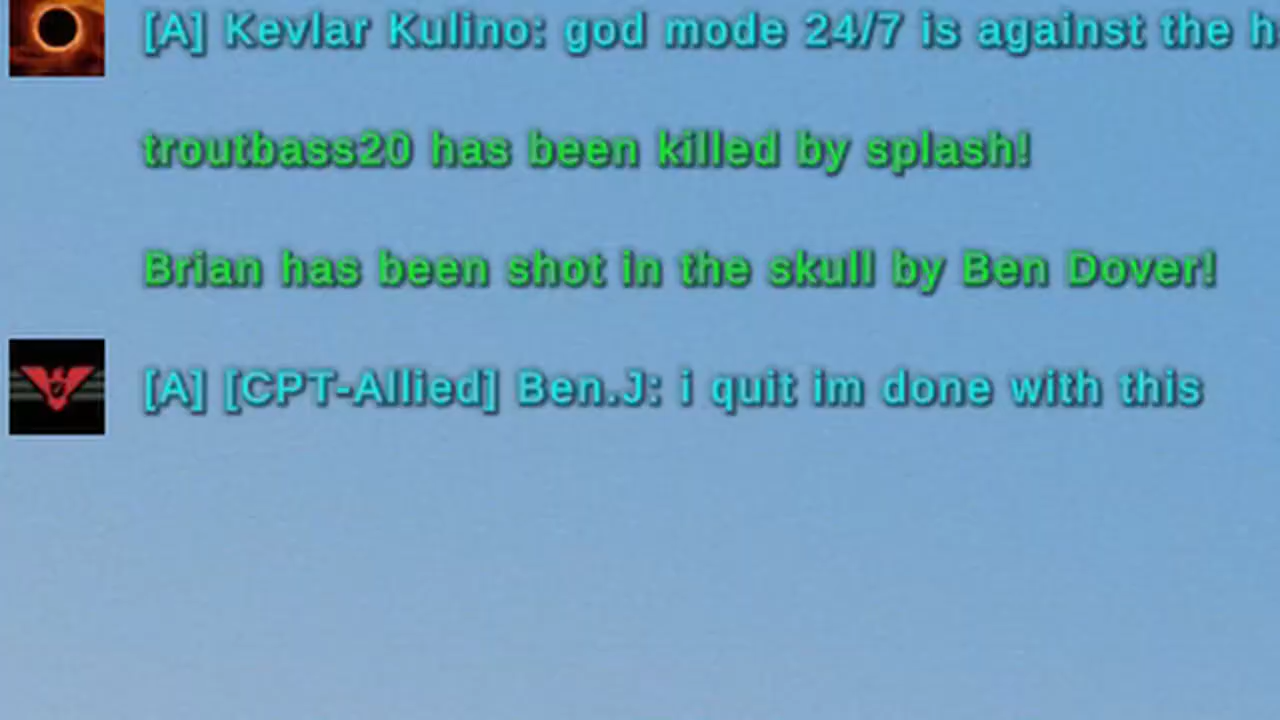 [A] Kevlar Kulino: god mode 24/7 is against the
troutbass20 has been killed by splash!
Brian has been shot in the skull by Ben Dover!
[A] [CPT-Allied] Ben.J: i quit im done with this